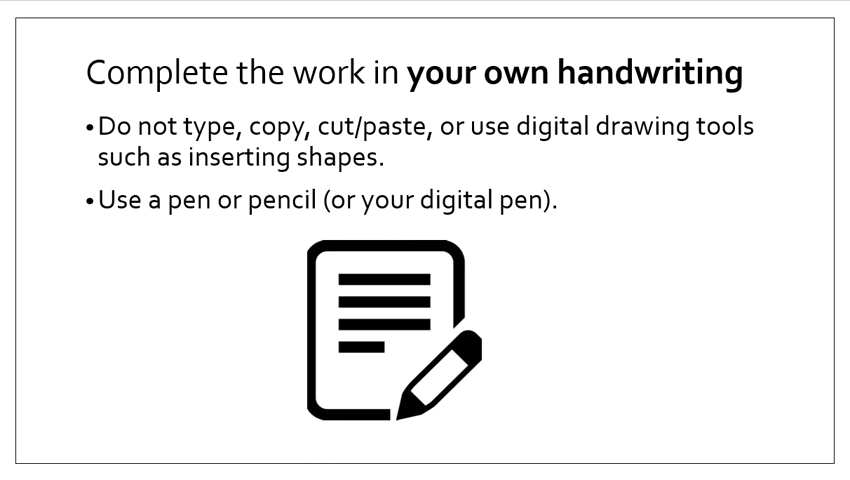 Complete the work in your own handwriting
•Do not type, copy, cut/paste, or use digital drawing tools
such as inserting shapes.
•Use a pen or pencil (or your digital pen).